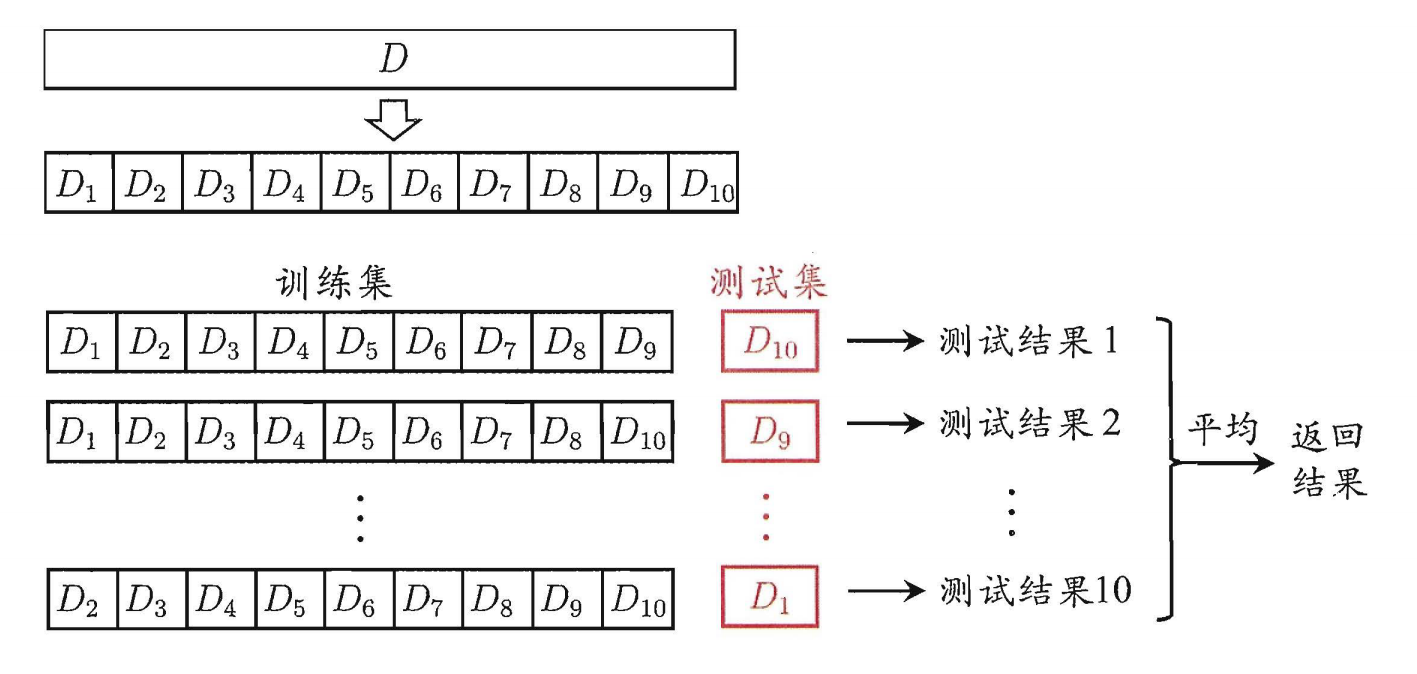 D
D₁ D₂ D₃ D₄ D₅ D₆ D₇ D₈ D₉ D₁₀
训练集 测试集
D₁ D₂ D₃ D₄ D₅ D₆ D₇ D₈ D₉ D₁₀ 测试结果 1
D₁ D₂ D₃ D₄ D₅ D₆ D₇ D₈ D₁₀ D₉ 测试结果 2
平均 返回
结果
⋮ ⋮ ⋮
D₂ D₃ D₄ D₅ D₆ D₇ D₈ D₉ D₁₀ D₁ 测试结果10